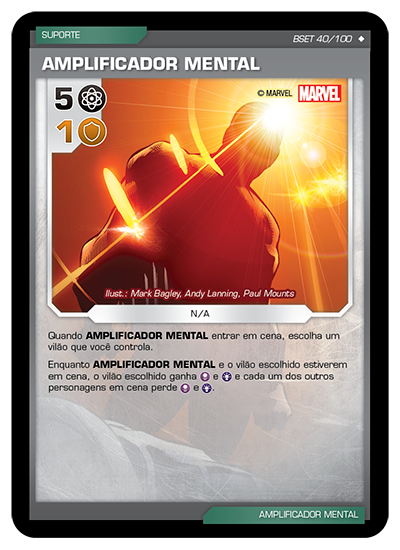 SUPORTE
BSET 40/100
AMPLIFICADOR MENTAL
5
© MARVEL MARVEL
1
Ilust.: Mark Bagley, Andy Lanning, Paul Mounts
N/A
Quando AMPLIFICADOR MENTAL entrar em cena, escolha um
vilão que você controla.
Enquanto AMPLIFICADOR MENTAL e o vilão escolhido estiverem
em cena, o vilão escolhido ganha e e cada um dos outros
personagens em cena perde e .
AMPLIFICADOR MENTAL